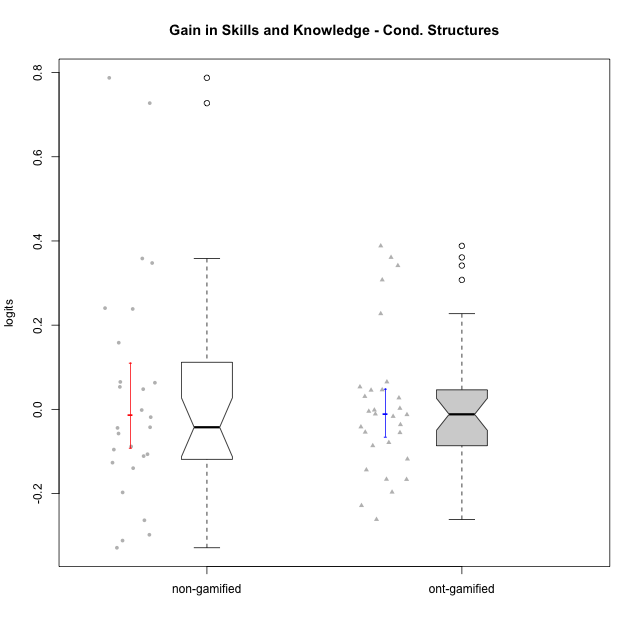 Gain in Skills and Knowledge - Cond. Structures
logits
0.8
0.6
0.4
0.2
0.0
-0.2
non-gamified
ont-gamified